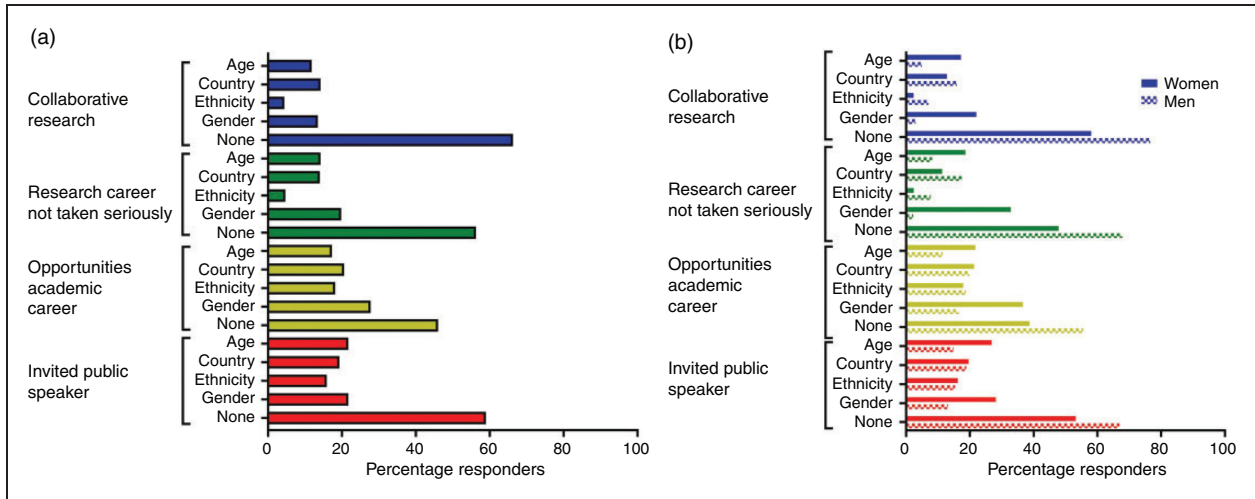 (a)
Collaborative
research
Age
Country
Ethnicity
Gender
None
Research career
not taken seriously
Age
Country
Ethnicity
Gender
None
Opportunities
academic
career
Age
Country
Ethnicity
Gender
None
Invited public
speaker
Age
Country
Ethnicity
Gender
None
0 20 40 60 80 100
Percentage responders
(b)
Women
Men
Collaborative
research
Age
Country
Ethnicity
Gender
None
Research career
not taken seriously
Age
Country
Ethnicity
Gender
None
Opportunities
academic
career
Age
Country
Ethnicity
Gender
None
Invited public
speaker
Age
Country
Ethnicity
Gender
None
0 20 40 60 80 100
Percentage responders